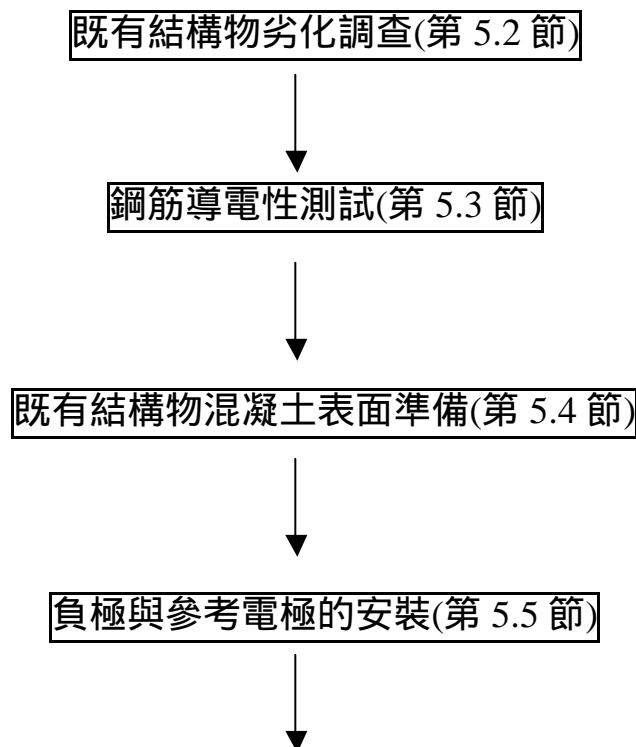 既有結構物劣化調查(第 5.2 節)
鋼筋導電性測試(第 5.3 節)
既有結構物混凝土表面準備(第 5.4 節)
負極與參考電極的安裝(第 5.5 節)